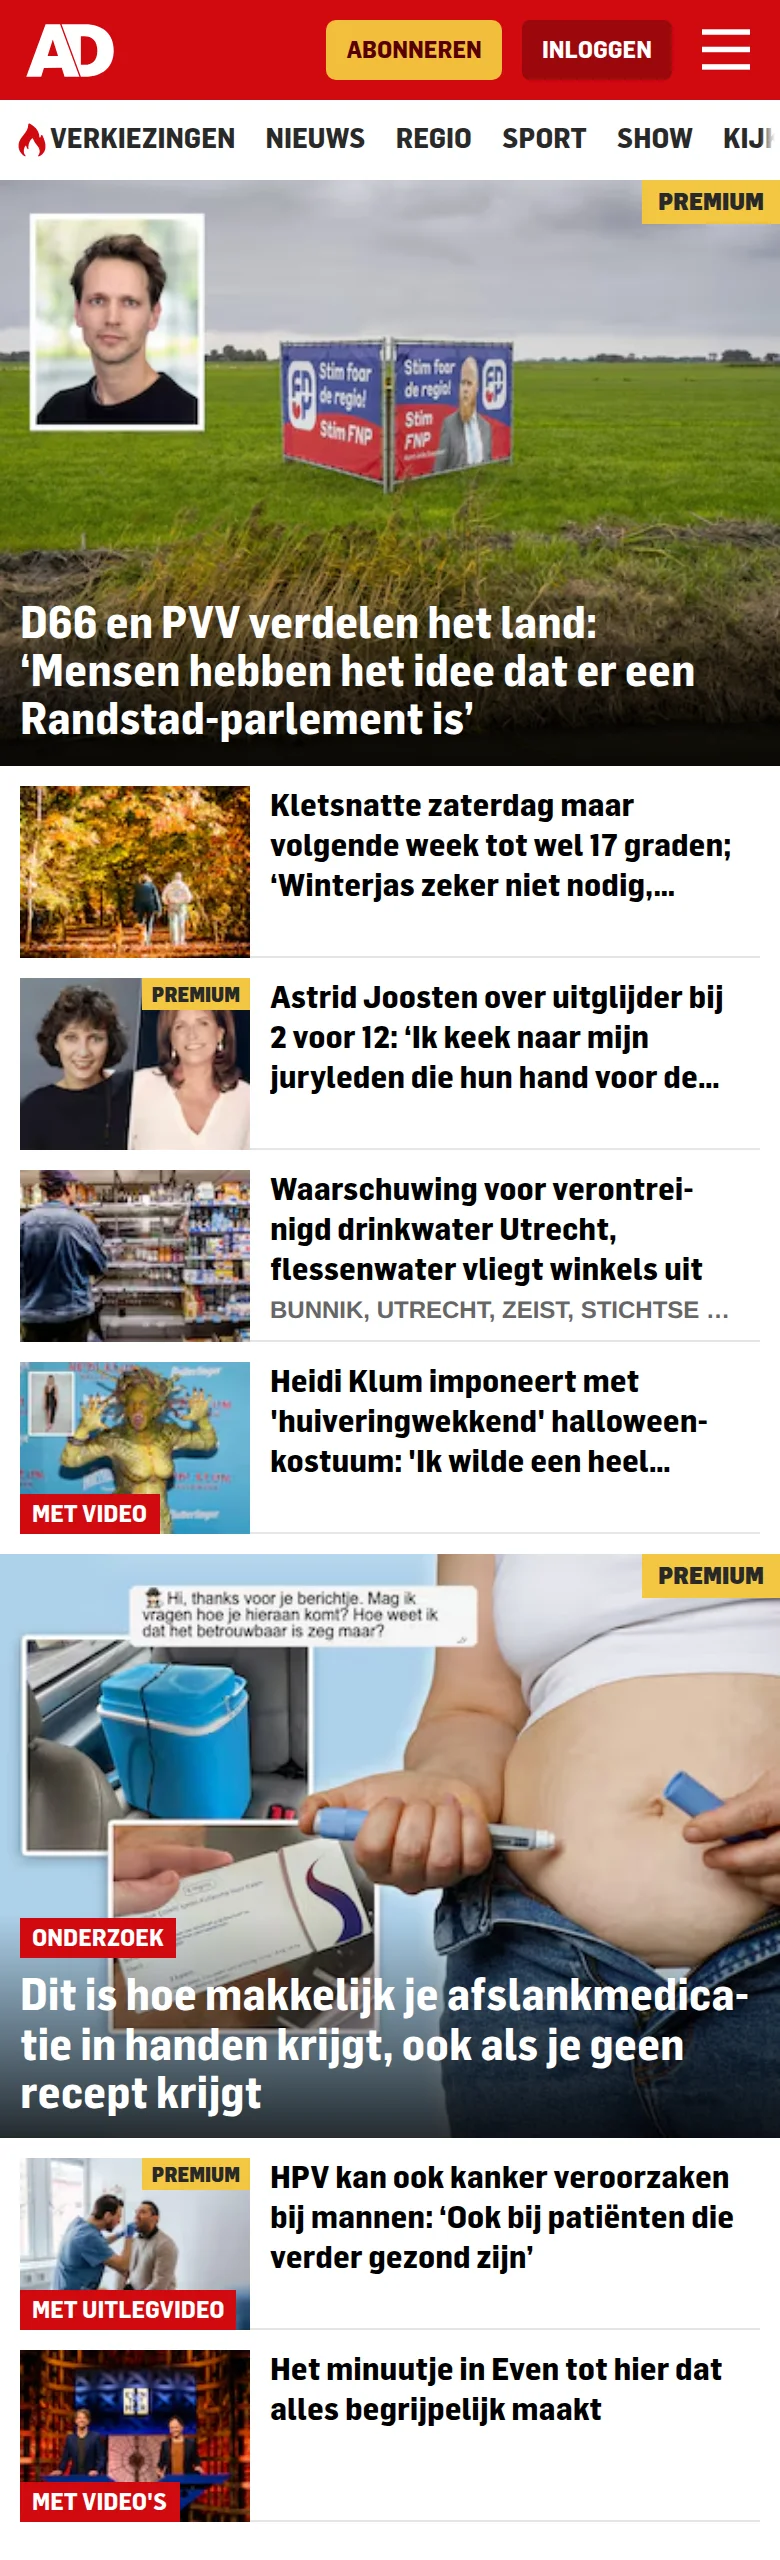 AD
ABONNEREN
INLOGGEN
VERKIEZINGEN NIEUWS REGIO SPORT SHOW
PREMIUM
Stim foar
de regio!
Stim FNP
Stim foar
de regio!
Stim
FNP
D66 en PVV verdelen het land:
‘Mensen hebben het idee dat er een
Randstad-parlement is’
Kletsnatte zaterdag maar
volgende week tot wel 17 graden;
‘Winterjas zeker niet nodig,...
PREMIUM
Astrid Joosten over uitglijder bij
2 voor 12: ‘Ik keek naar mijn
juryleden die hun hand voor de...
Waarschuwing voor verontrei-
nigd drinkwater Utrecht,
flessenwater vliegt winkels uit
BUNNIK, UTRECHT, ZEIST, STICHTSE ...
MET VIDEO
Heidi Klum imponeert met
'huiveringwekkend' halloween-
kostuum: 'Ik wilde een heel...
PREMIUM
Hi, thanks voor je berichtje. Mag ik
vragen hoe je hieraan komt? Hoe weet ik
dat het betrouwbaar is zeg maar?
ONDERZOEK
Dit is hoe makkelijk je afslankmedica-
tie in handen krijgt, ook als je geen
recept krijgt
PREMIUM
MET UITLEGVIDEO
HPV kan ook kanker veroorzaken
bij mannen: ‘Ook bij patiënten die
verder gezond zijn’
MET VIDEO'S
Het minuutje in Even tot hier dat
alles begrijpelijk maakt